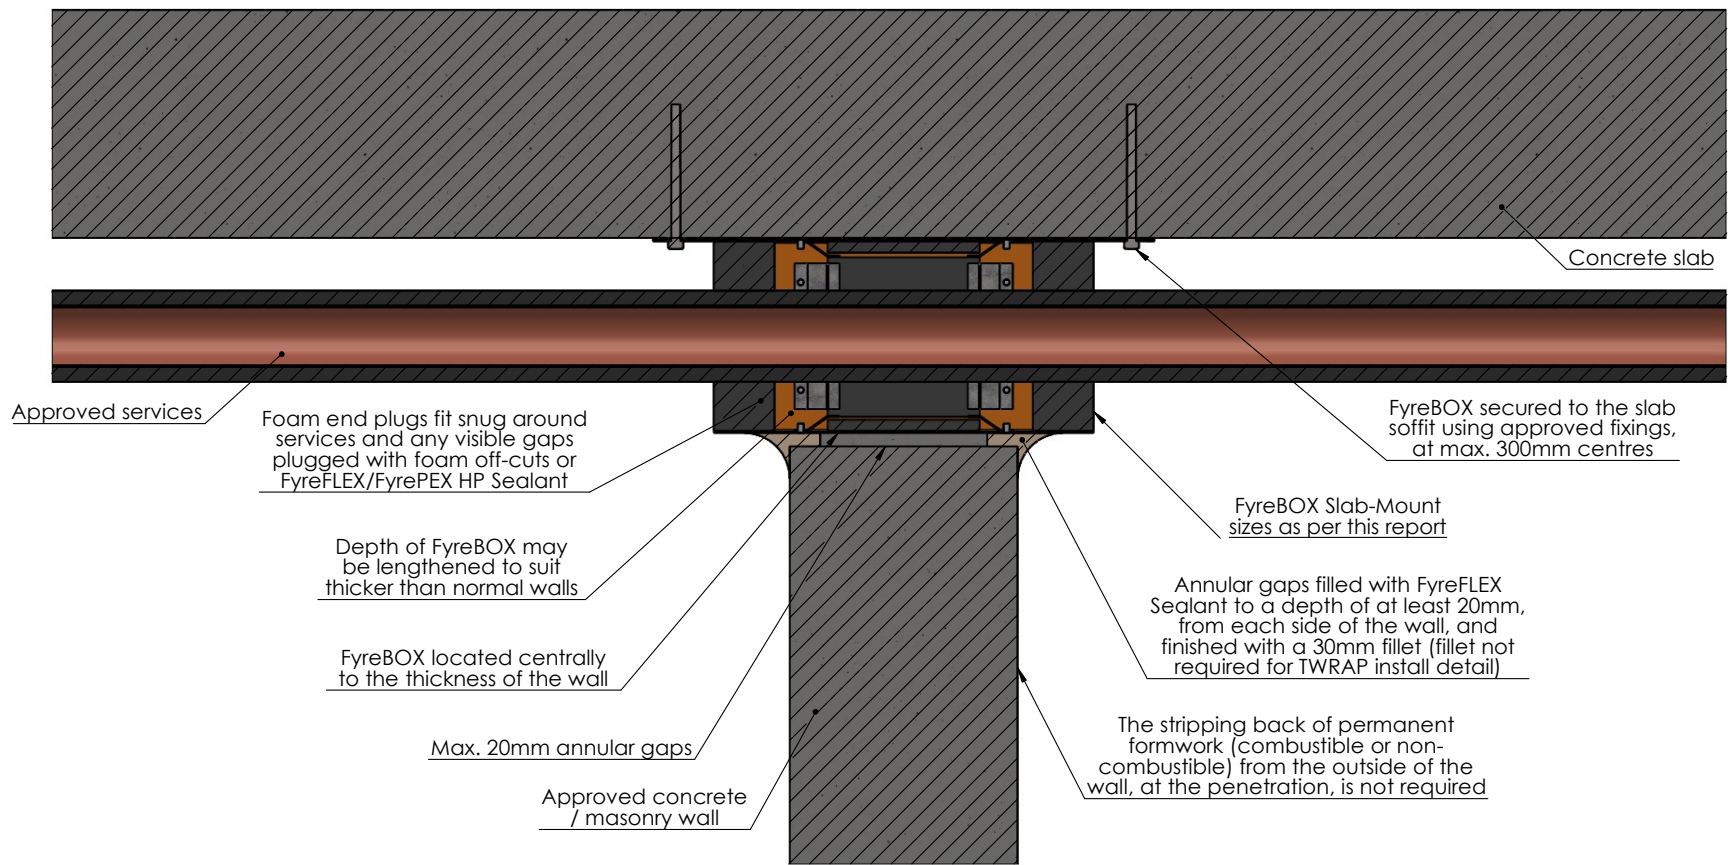 Concrete slab
Approved services
Foam end plugs fit snug around
services and any visible gaps
plugged with foam off-cuts or
FyreFLEX/FyrePEX HP Sealant
FyreBOX secured to the slab
soffit using approved fixings,
at max. 300mm centres
FyreBOX Slab-Mount
sizes as per this report
Depth of FyreBOX may
be lengthened to suit
thicker than normal walls
Annular gaps filled with FyreFLEX
Sealant to a depth of at least 20mm,
from each side of the wall, and
finished with a 30mm fillet (fillet not
required for TWRAP install detail)
FyreBOX located centrally
to the thickness of the wall
Max. 20mm annular gaps
The stripping back of permanent
formwork (combustible or non-
combustible) from the outside of the
wall, at the penetration, is not required
Approved concrete
/ masonry wall